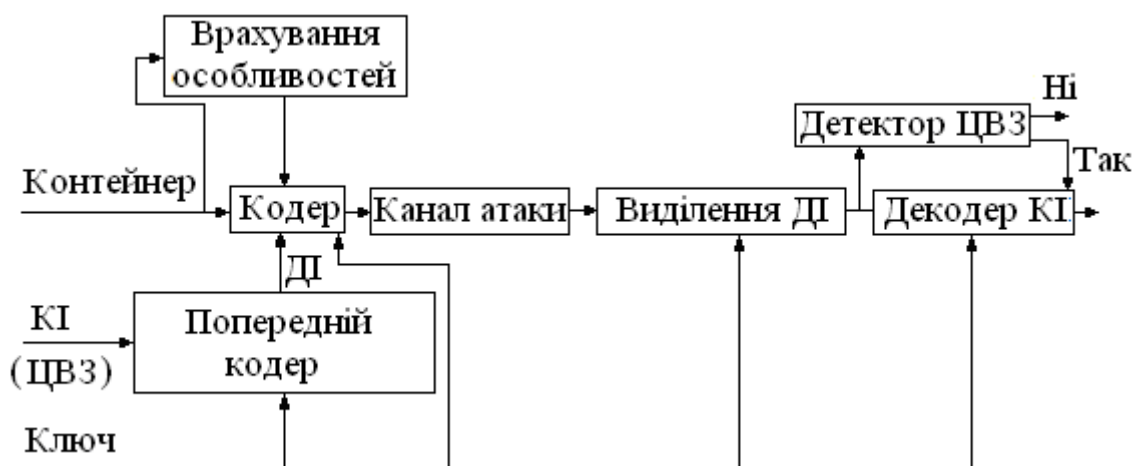 Врахування
особливостей
Ні
Детектор ЦВЗ
Так
Контейнер
Кодер
Канал атаки
Виділення ДІ
Декодер КІ
ДІ
КІ
(ЦВЗ)
Попередній
кодер
Ключ